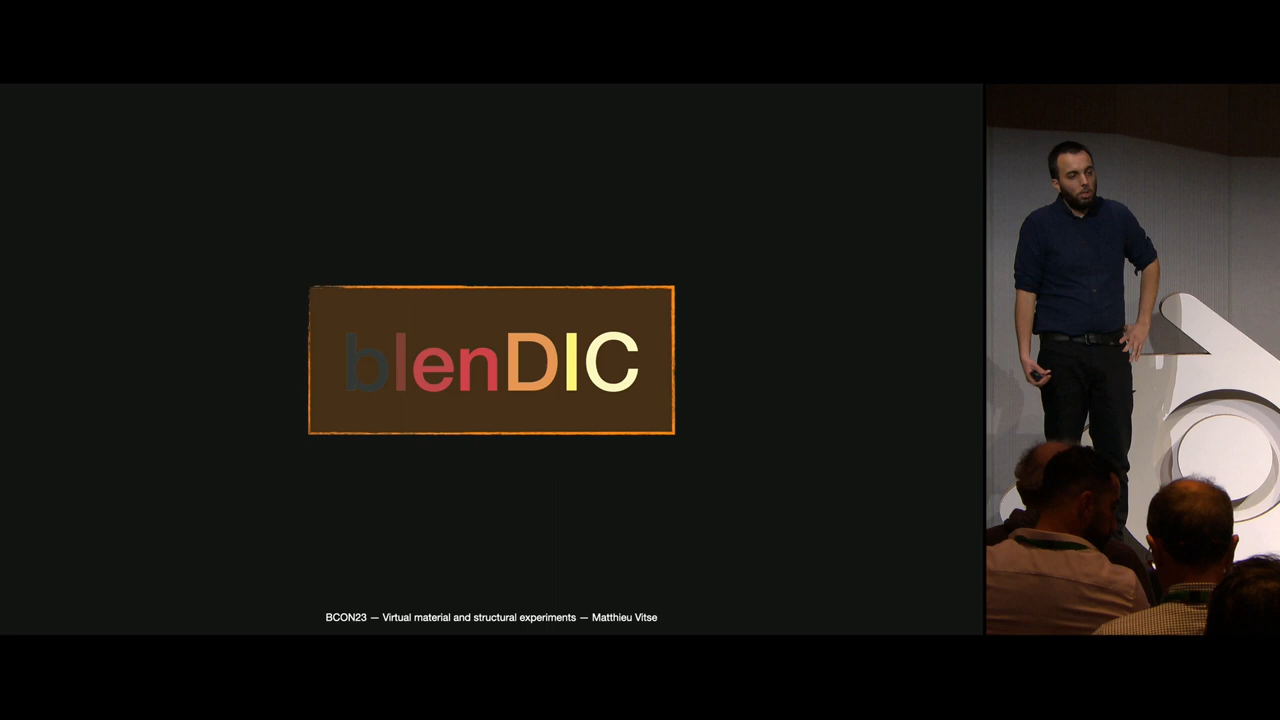 blenDIC
BCON23 — Virtual material and structural experiments — Matthieu Vitse